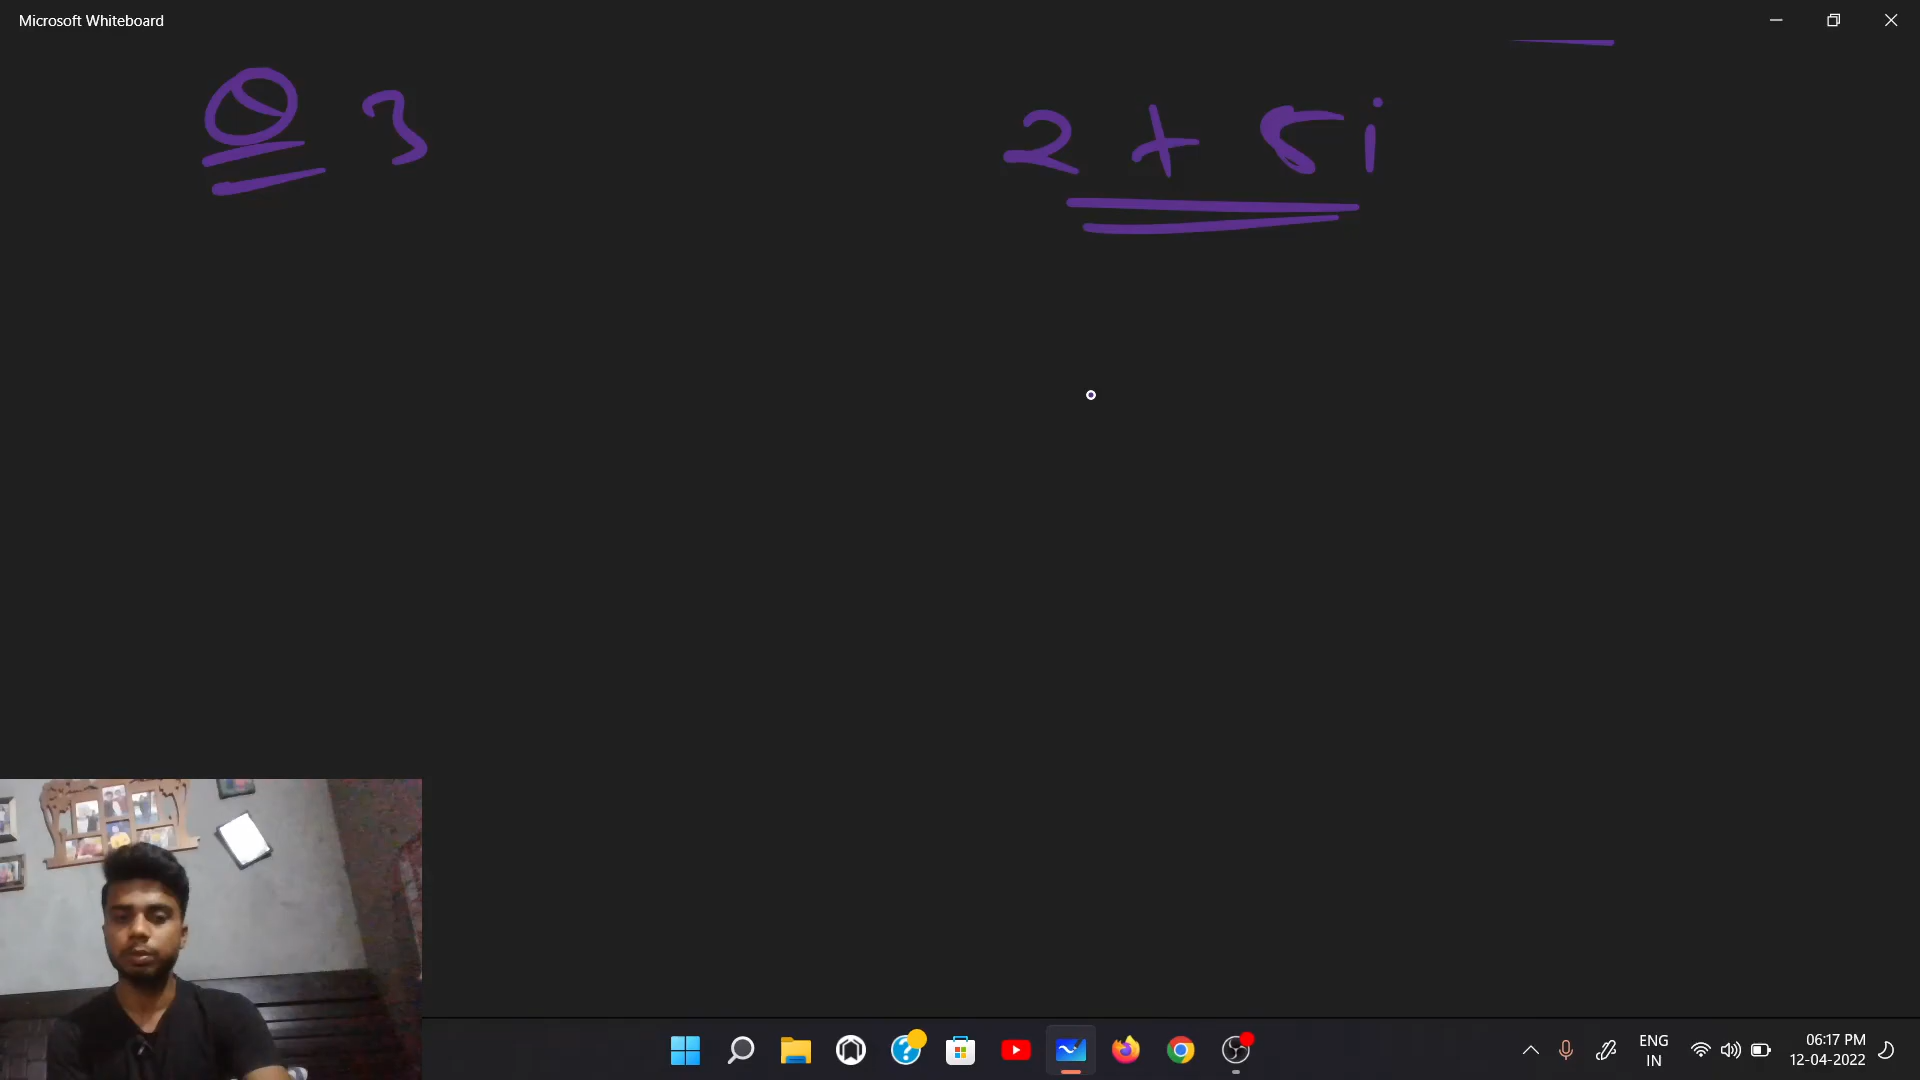 Microsoft Whiteboard
Q 3
2 + 5i
ENG
IN
06:17 PM
12-04-2022